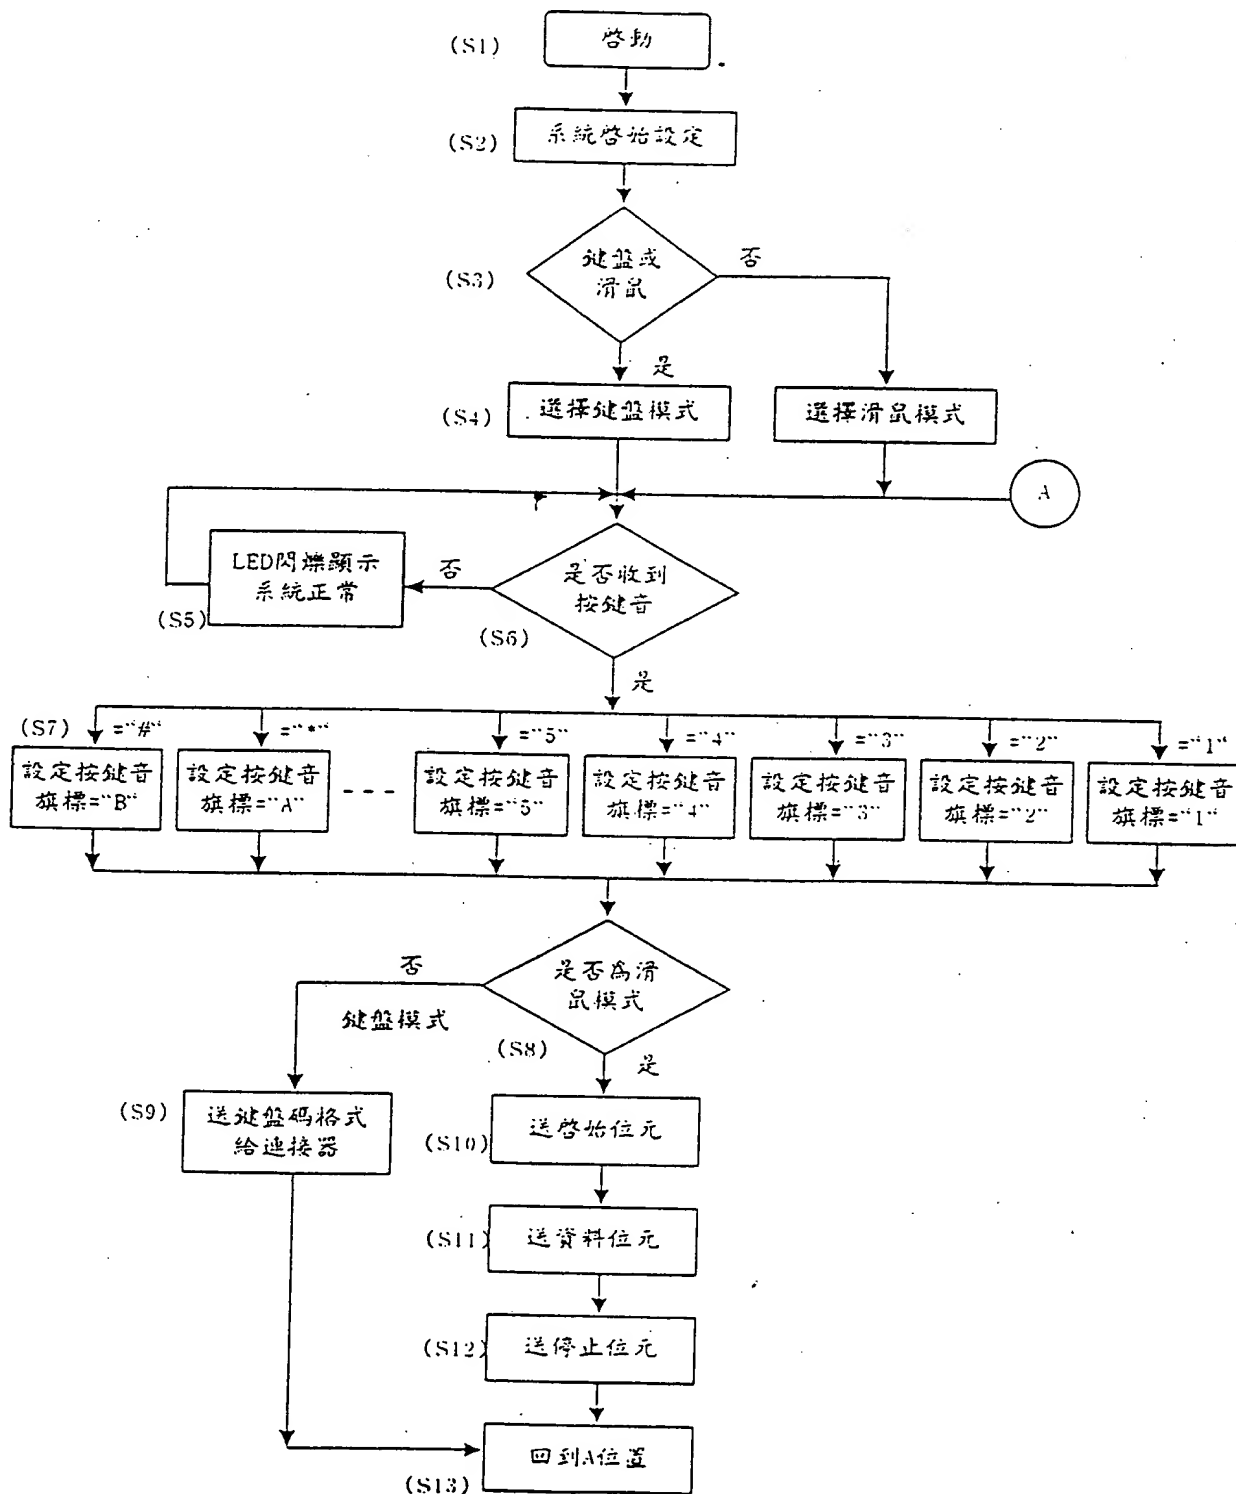 (S1)
啓動
(S2)
系統啓始設定
(S3)
鍵盤或
滑鼠
否
是
(S4)
選擇鍵盤模式
選擇滑鼠模式
A
LED閃爍顯示
系統正常
(S5)
否
是否收到
按鍵音
(S6)
是
(S7)
="#"
="*"
="5"
="4"
="3"
="2"
="1"
設定按鍵音
旗標="B"
設定按鍵音
旗標="A"
- - -
設定按鍵音
旗標="5"
設定按鍵音
旗標="4"
設定按鍵音
旗標="3"
設定按鍵音
旗標="2"
設定按鍵音
旗標="1"
否
鍵盤模式
是否為滑
鼠模式
(S8)
是
(S9)
送鍵盤碼格式
給連接器
(S10)
送啓始位元
(S11)
送資料位元
(S12)
送停止位元
回到A位置
(S13)